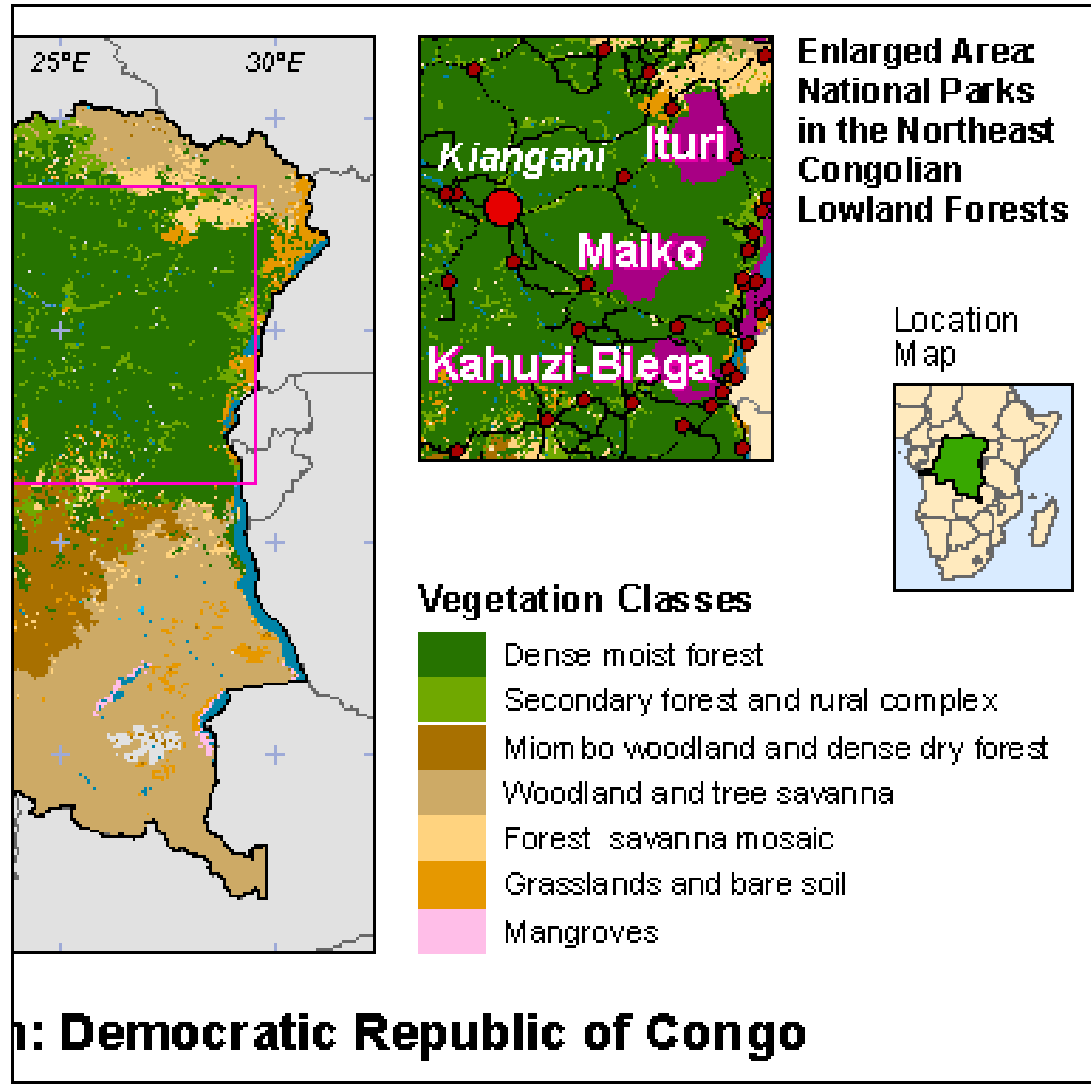 25°E
30°E
Kiangani
Ituri
Maiko
Kahuzi-Biega
Enlarged Area:
National Parks
in the Northeast
Congolian
Lowland Forests
Location
Map
Vegetation Classes
Dense moist forest
Secondary forest and rural complex
Miombo woodland and dense dry forest
Woodland and tree savanna
Forest savanna mosaic
Grasslands and bare soil
Mangroves
: Democratic Republic of Congo